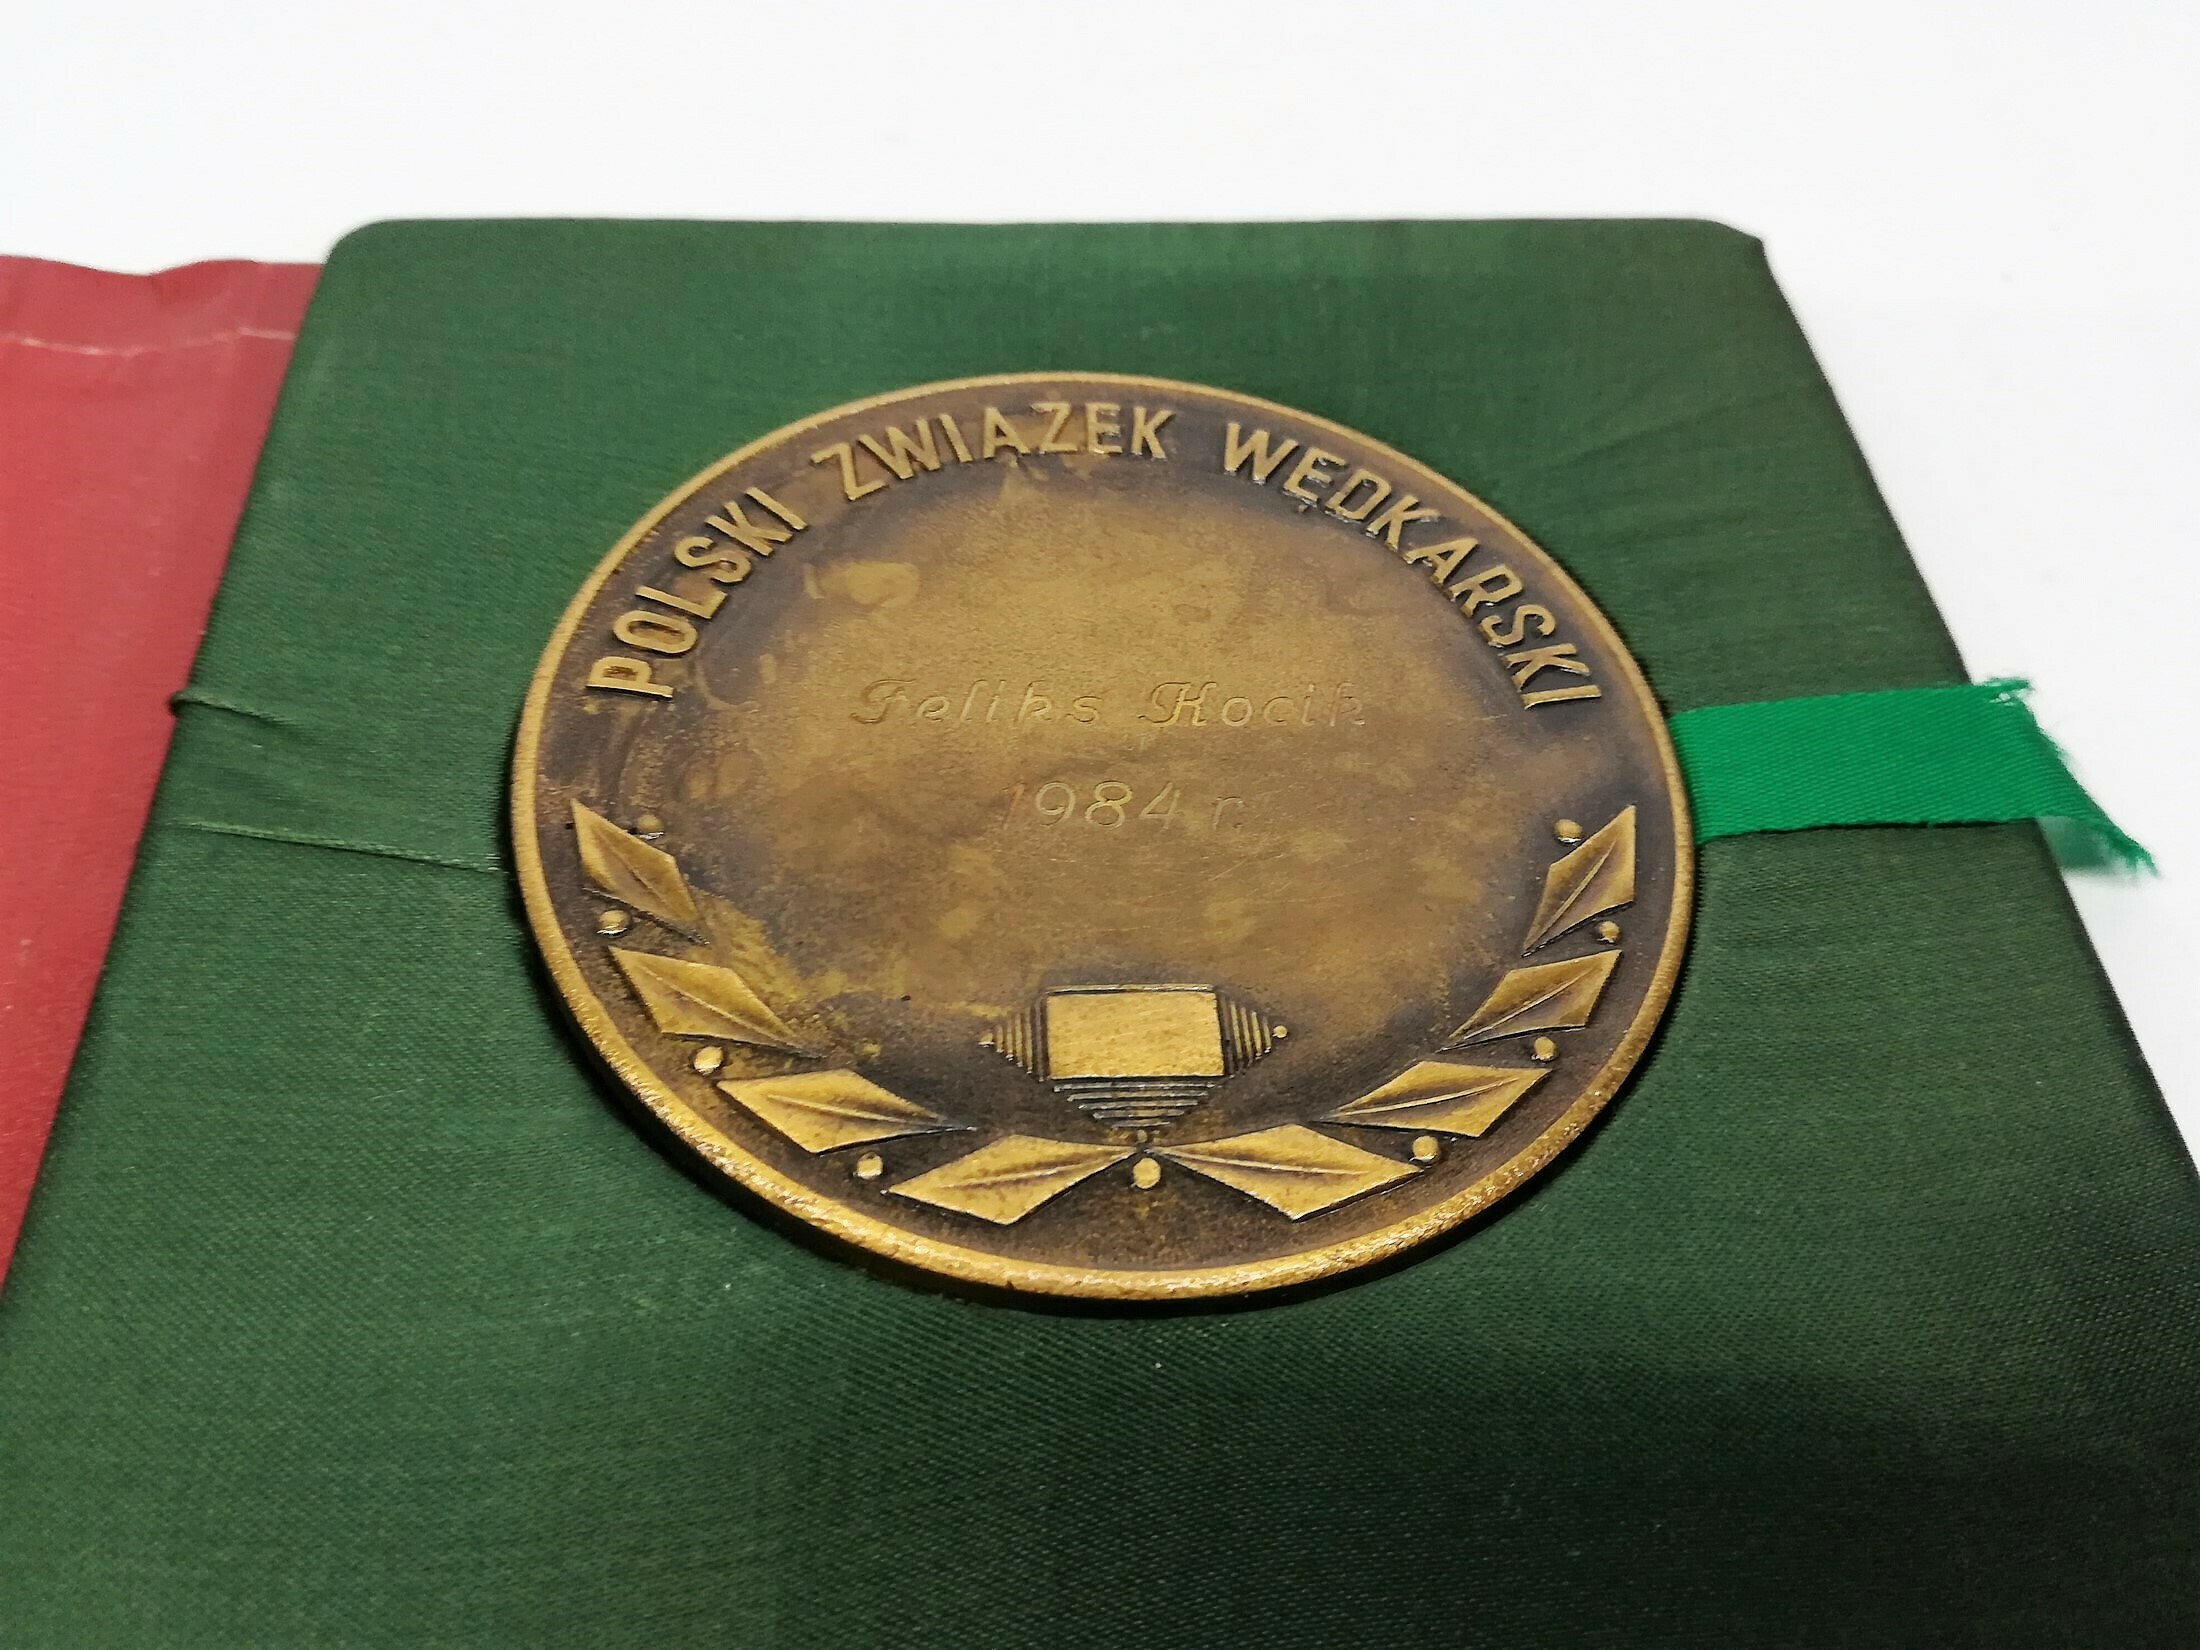 POLSKI ZWIĄZEK WĘDKARSKI
Feliks Kocik
1984 r.